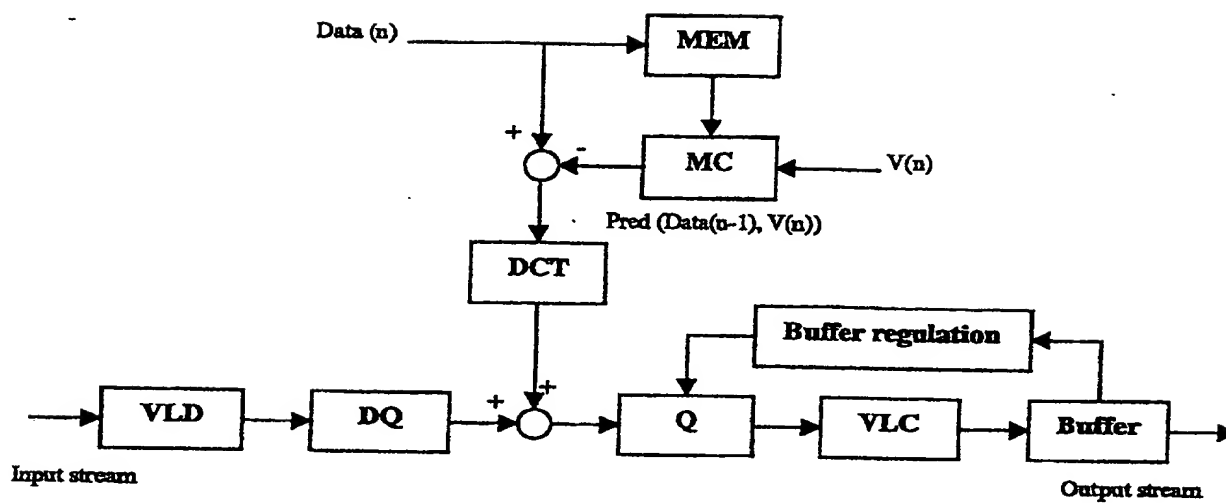 Data (n)
MEM
+
-
MC
V(n)
Pred (Data(n-1), V(n))
DCT
Buffer regulation
+
+
VLD
DQ
Q
VLC
Buffer
Input stream
Output stream